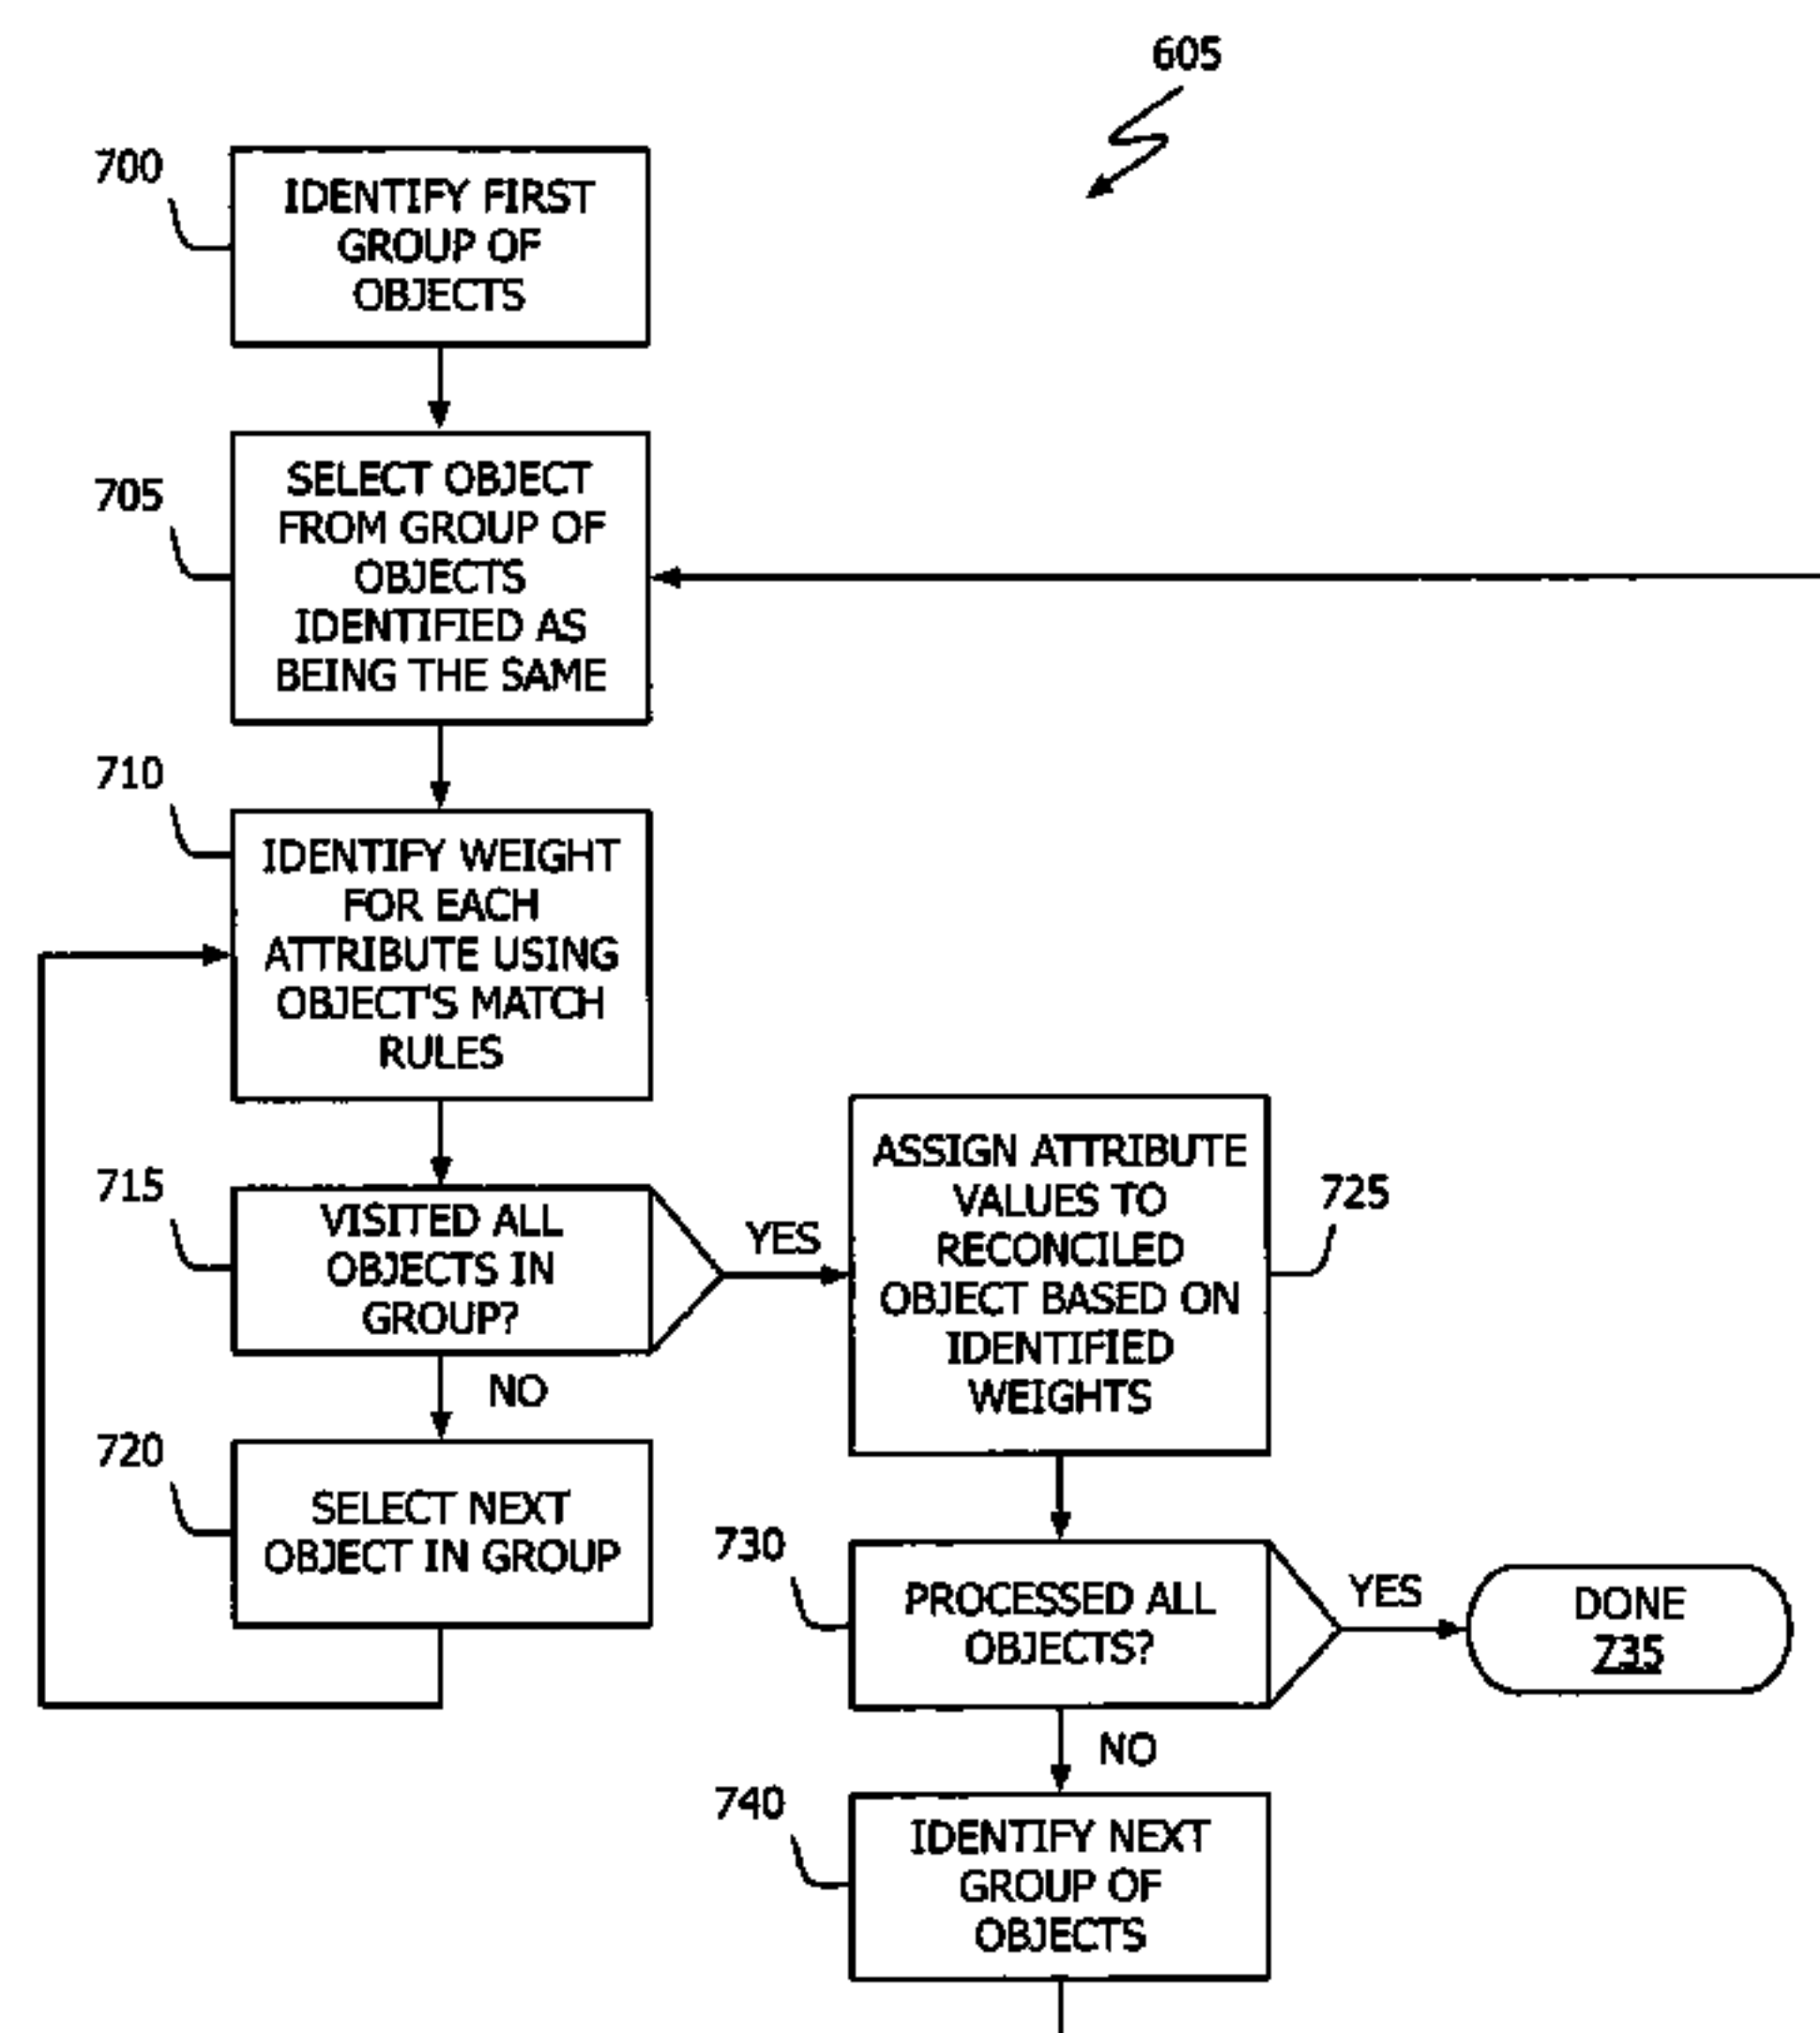 605
700
IDENTIFY FIRST
GROUP OF
OBJECTS
705
SELECT OBJECT
FROM GROUP OF
OBJECTS
IDENTIFIED AS
BEING THE SAME
710
IDENTIFY WEIGHT
FOR EACH
ATTRIBUTE USING
OBJECT'S MATCH
RULES
715
VISITED ALL
OBJECTS IN
GROUP?
YES
NO
720
SELECT NEXT
OBJECT IN GROUP
ASSIGN ATTRIBUTE
VALUES TO
RECONCILED
OBJECT BASED ON
IDENTIFIED
WEIGHTS
725
730
PROCESSED ALL
OBJECTS?
YES
DONE
735
NO
740
IDENTIFY NEXT
GROUP OF
OBJECTS